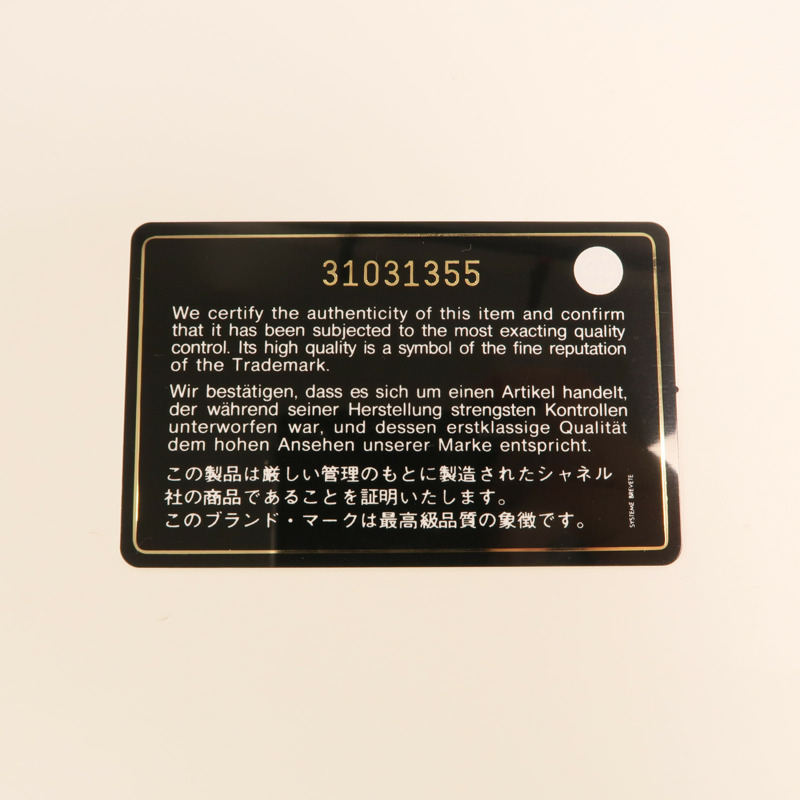 31031355
We certify the authenticity of this item and confirm
that it has been subjected to the most exacting quality
control. Its high quality is a symbol of the fine reputation
of the Trademark.
Wir bestätigen, dass es sich um einen Artikel handelt,
der während seiner Herstellung strengsten Kontrollen
unterworfen war, und dessen erstklassige Qualität
dem hohen Ansehen unserer Marke entspricht.
この製品は厳しい管理のもとに製造されたシャネル
社の商品であることを証明いたします。
このブランド・マークは最高級品質の象徴です。
SYSTEME BREVETE